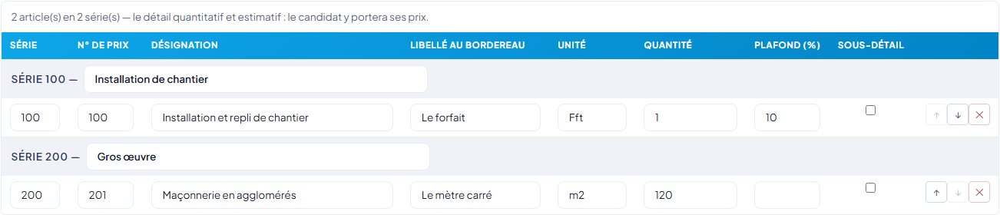 2 article(s) en 2 série(s) — le détail quantitatif et estimatif : le candidat y portera ses prix.
SÉRIE N° DE PRIX DÉSIGNATION LIBELLÉ AU BORDEREAU UNITÉ QUANTITÉ PLAFOND (%) SOUS-DÉTAIL
SÉRIE 100 — Installation de chantier
100 100 Installation et repli de chantier Le forfait Fft 1 10 ↑ ↓ ×
SÉRIE 200 — Gros œuvre
200 201 Maçonnerie en agglomérés Le mètre carré m2 120 ↑ ↓ ×